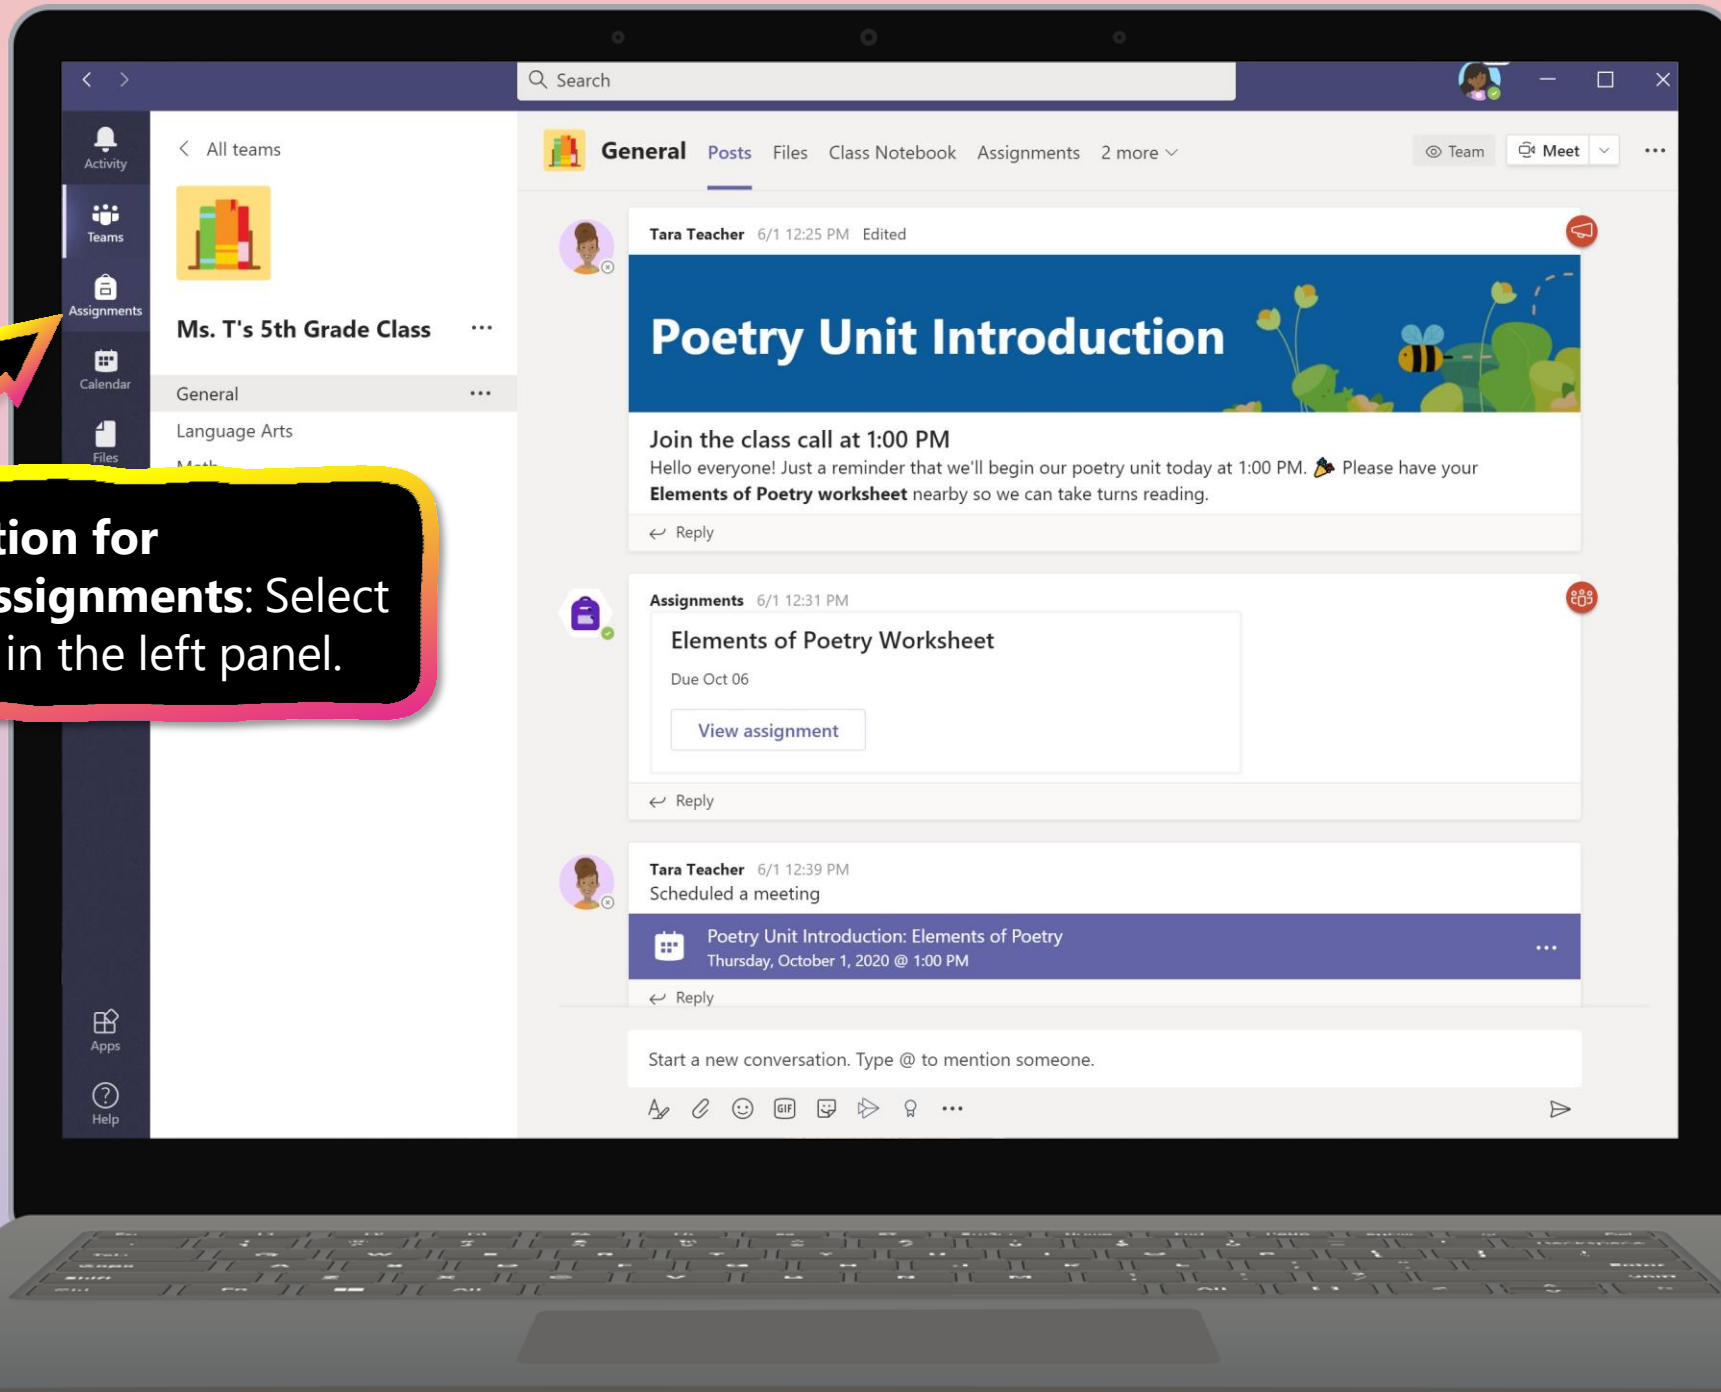 Search
Activity
Teams
Assignments
Calendar
Files
Apps
Help
All teams
Ms. T's 5th Grade Class
General
Language Arts
Math
tion for
ssignments: Select
in the left panel.
General Posts Files Class Notebook Assignments 2 more
Team Meet
Tara Teacher 6/1 12:25 PM Edited
Poetry Unit Introduction
Join the class call at 1:00 PM
Hello everyone! Just a reminder that we'll begin our poetry unit today at 1:00 PM. 🎉 Please have your
Elements of Poetry worksheet nearby so we can take turns reading.
Reply
Assignments 6/1 12:31 PM
Elements of Poetry Worksheet
Due Oct 06
View assignment
Reply
Tara Teacher 6/1 12:39 PM
Scheduled a meeting
Poetry Unit Introduction: Elements of Poetry
Thursday, October 1, 2020 @ 1:00 PM
Reply
Start a new conversation. Type @ to mention someone.
GIF